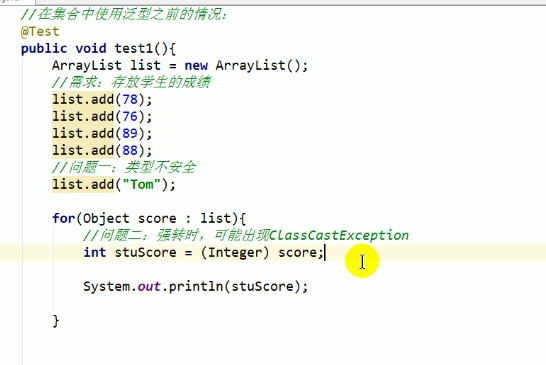 //在集合中使用泛型之前的情况：
@Test
public void test1(){
ArrayList list = new ArrayList();
//需求：存放学生的成绩
list.add(78);
list.add(76);
list.add(89);
list.add(88);
//问题一：类型不安全
list.add("Tom");
for(Object score : list){
//问题二：强转时，可能出现ClassCastException
int stuScore = (Integer) score;
System.out.println(stuScore);
}